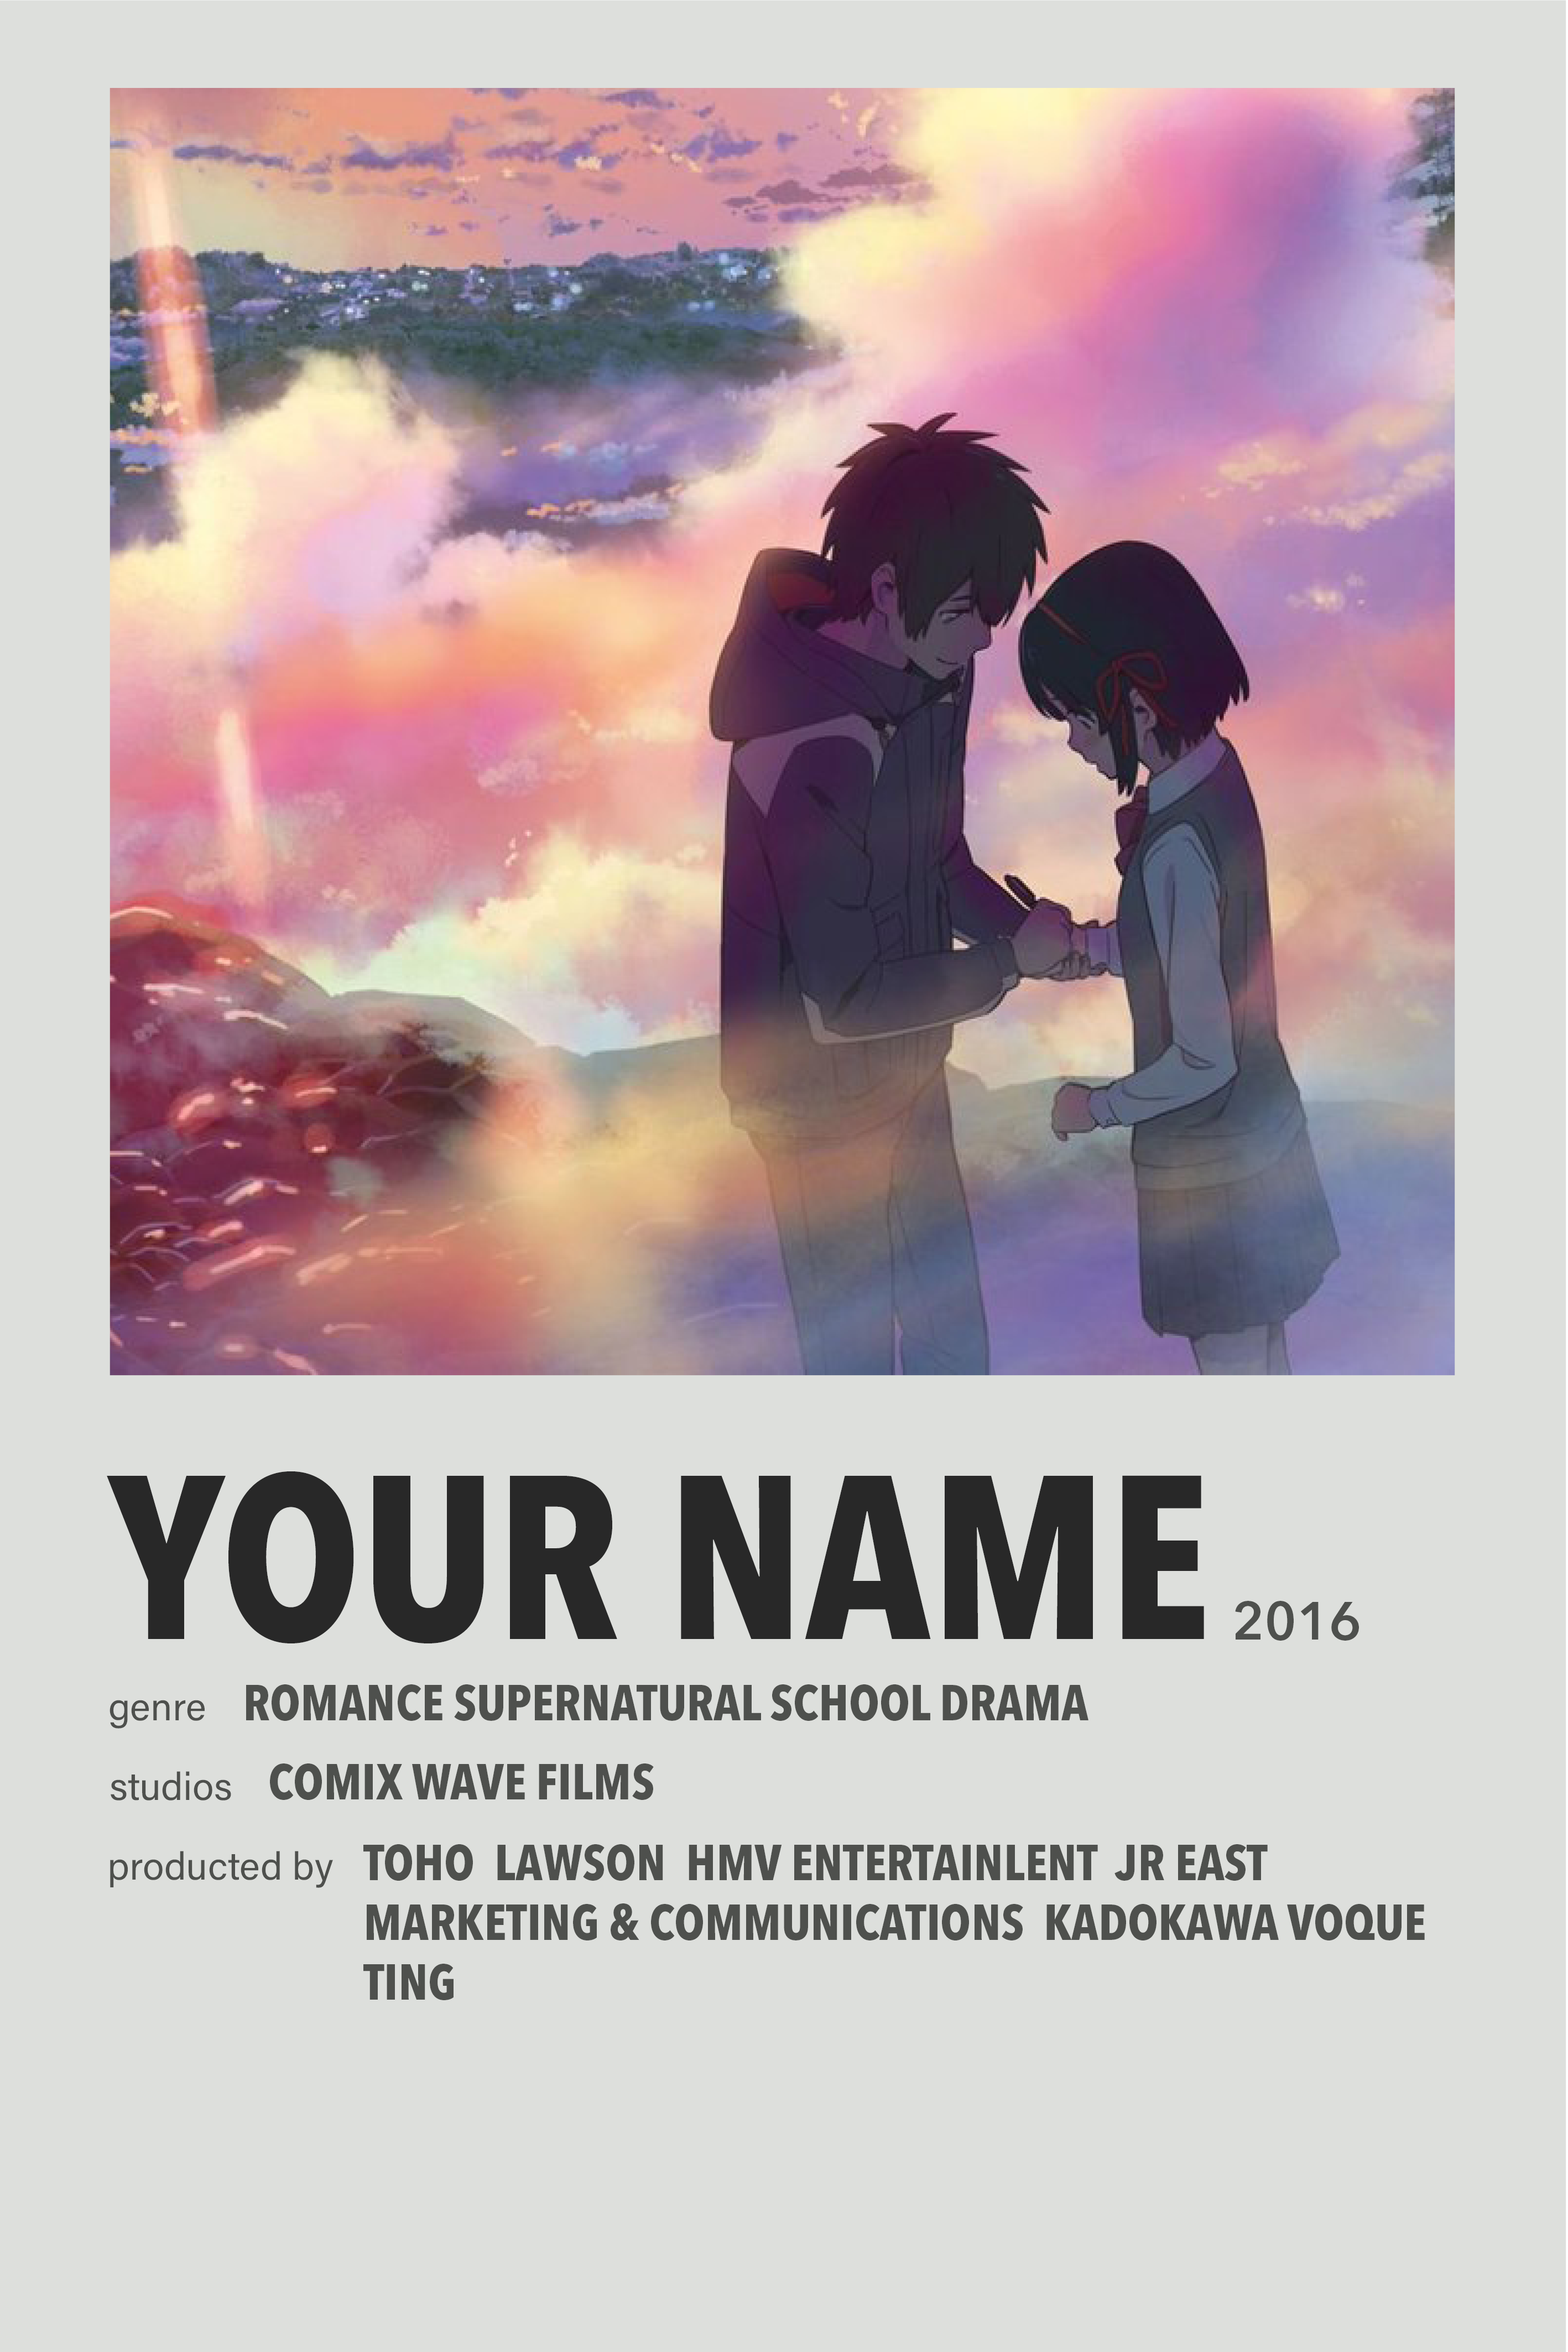 YOUR NAME 2016
genre ROMANCE SUPERNATURAL SCHOOL DRAMA
studios COMIX WAVE FILMS
producted by TOHO LAWSON HMV ENTERTAINLENT JR EAST
MARKETING & COMMUNICATIONS KADOKAWA VOQUE
TING